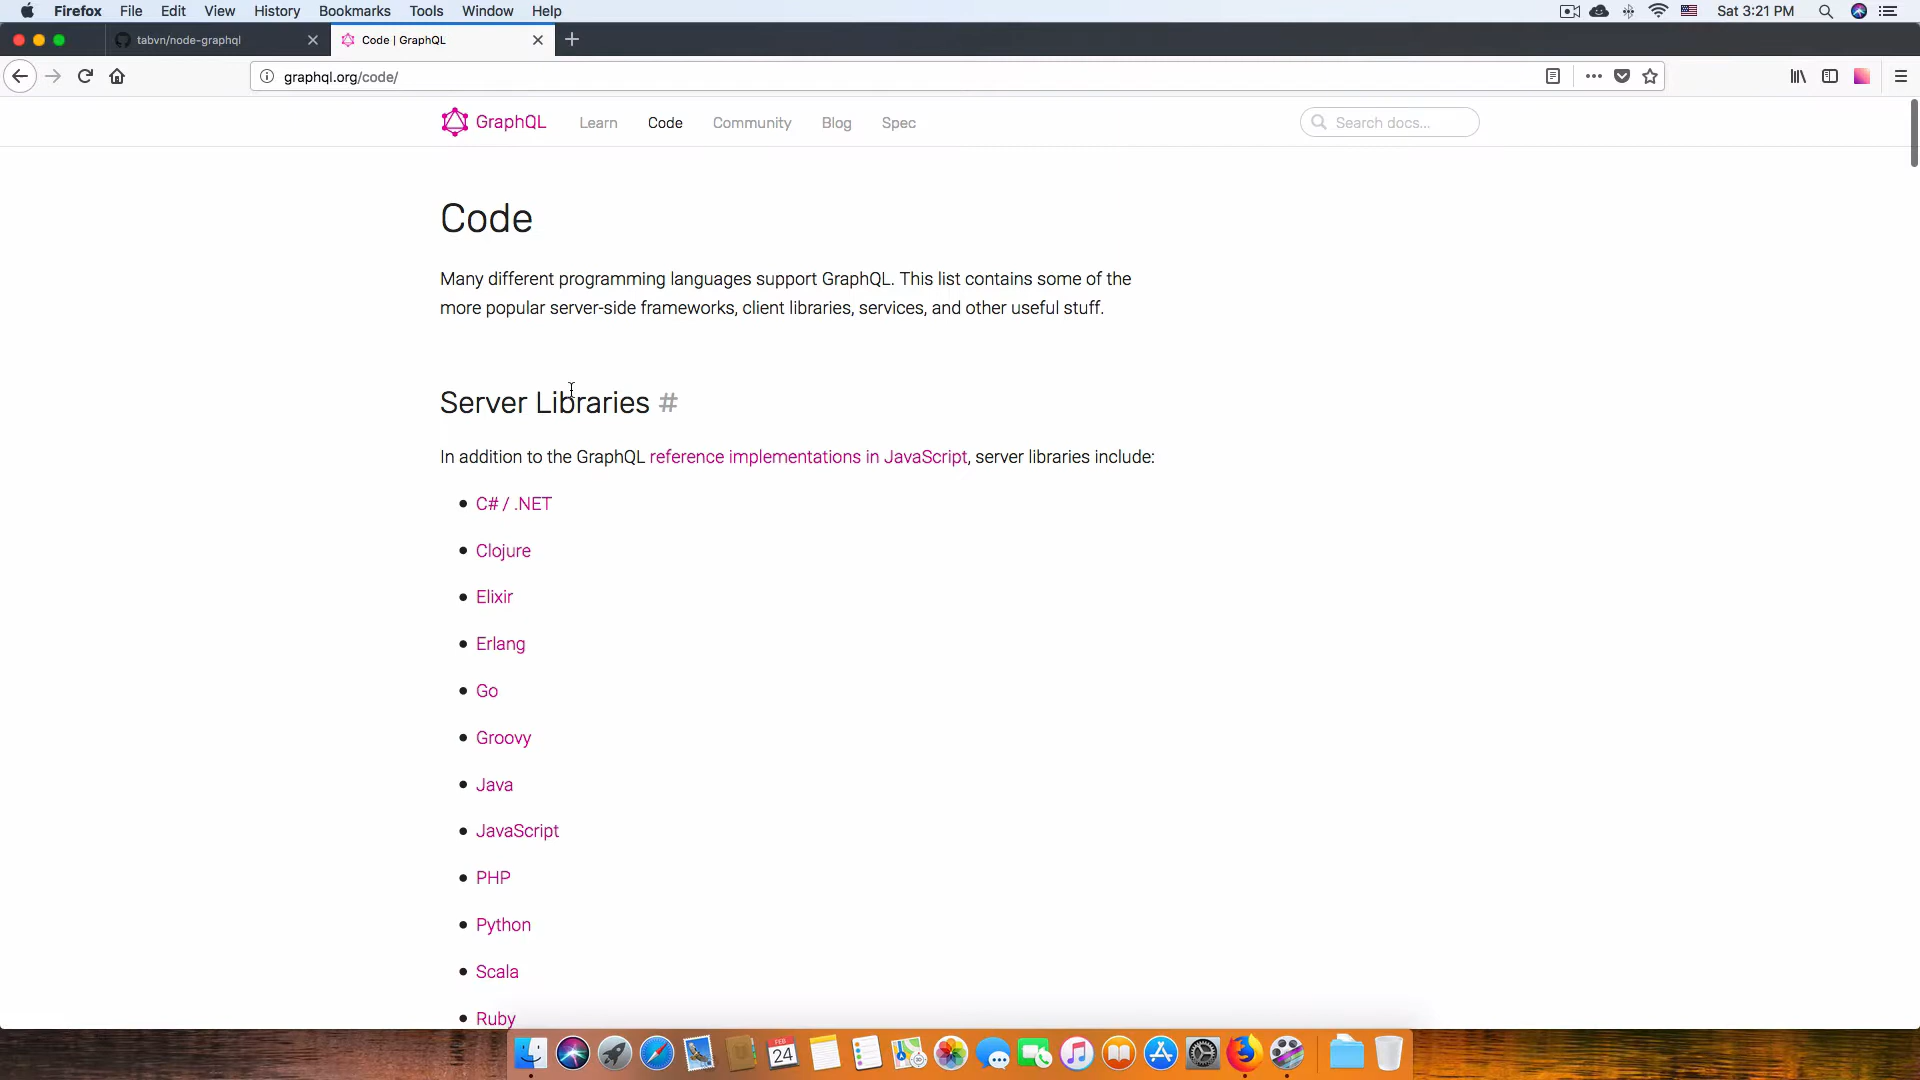 Firefox File Edit View History Bookmarks Tools Window Help Sat 3:21 PM
tabvn/node-graphql
Code | GraphQL
graphql.org/code/
GraphQL Learn Code Community Blog Spec Search docs...
Code
Many different programming languages support GraphQL. This list contains some of the
more popular server-side frameworks, client libraries, services, and other useful stuff.
Server Libraries #
In addition to the GraphQL reference implementations in JavaScript, server libraries include:
C# / .NET
Clojure
Elixir
Erlang
Go
Groovy
Java
JavaScript
PHP
Python
Scala
Ruby
FEB
24